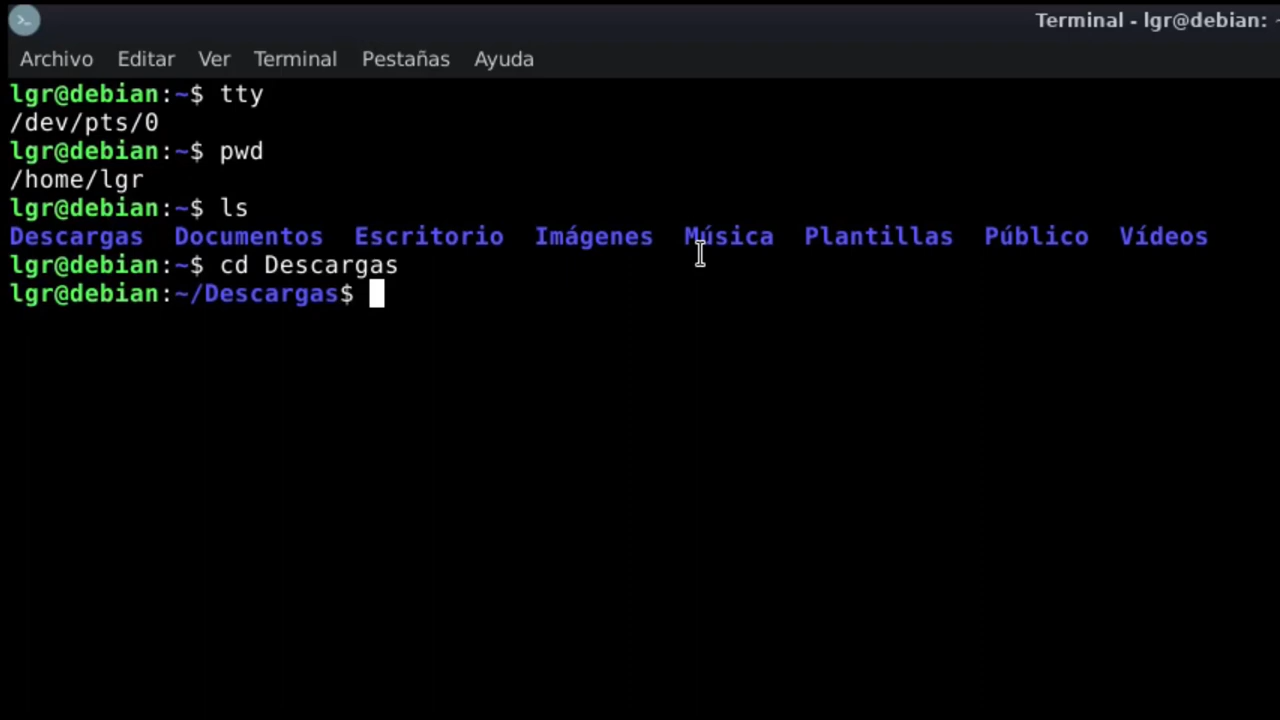 Terminal - lgr@debian: ~
Archivo Editar Ver Terminal Pestañas Ayuda
lgr@debian:~$ tty
/dev/pts/0
lgr@debian:~$ pwd
/home/lgr
lgr@debian:~$ ls
Descargas Documentos Escritorio Imágenes Música Plantillas Público Vídeos
lgr@debian:~$ cd Descargas
lgr@debian:~/Descargas$